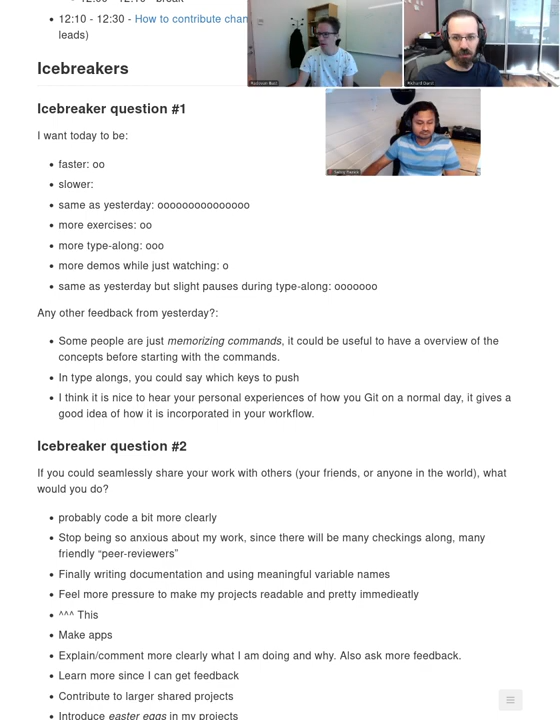 12:10 - 12:30 - How to contribute chan
leads)
Icebreakers
Icebreaker question #1
I want today to be:
faster: oo
slower:
same as yesterday: ooooooooooooooo
more exercises: oo
more type-along: ooo
more demos while just watching: o
same as yesterday but slight pauses during type-along: ooooooo
Any other feedback from yesterday?:
Some people are just memorizing commands, it could be useful to have a overview of the
concepts before starting with the commands.
In type alongs, you could say which keys to push
I think it is nice to hear your personal experiences of how you Git on a normal day, it gives a
good idea of how it is incorporated in your workflow.
Icebreaker question #2
If you could seamlessly share your work with others (your friends, or anyone in the world), what
would you do?
probably code a bit more clearly
Stop being so anxious about my work, since there will be many checkings along, many
friendly “peer-reviewers”
Finally writing documentation and using meaningful variable names
Feel more pressure to make my projects readable and pretty immedieatly
^^^ This
Make apps
Explain/comment more clearly what I am doing and why. Also ask more feedback.
Learn more since I can get feedback
Contribute to larger shared projects
Introduce easter eggs in my projects